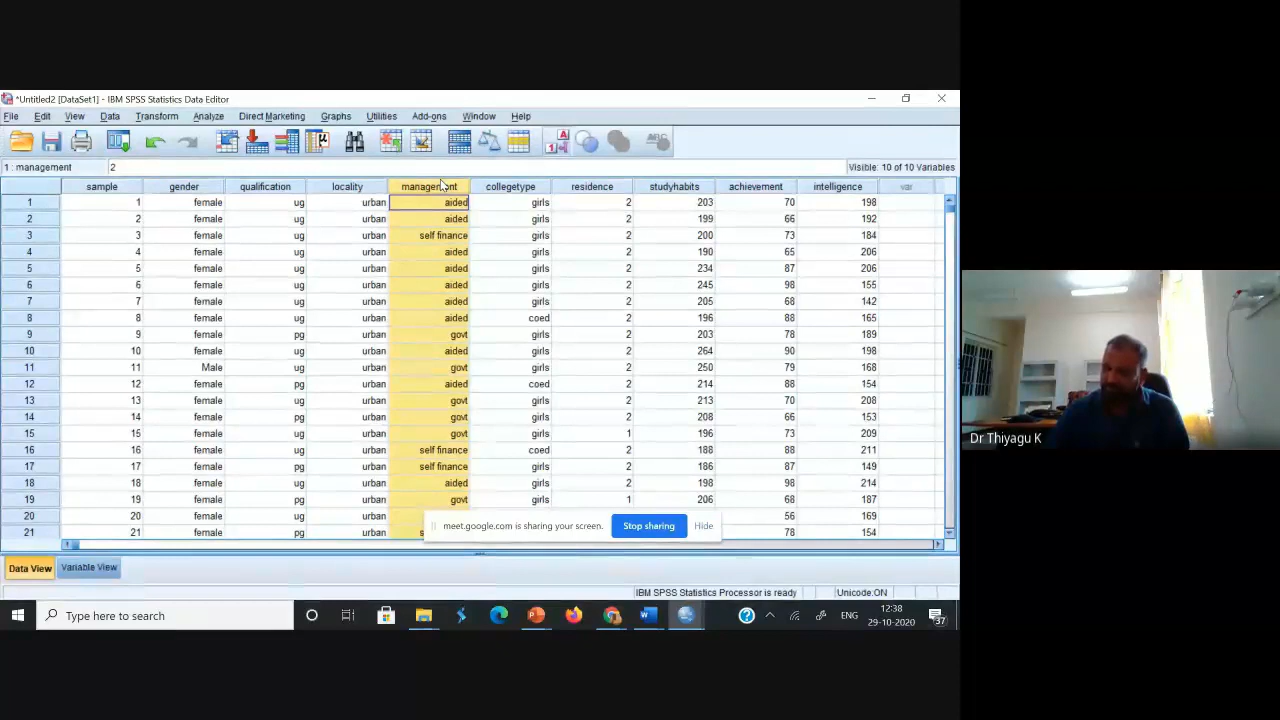 *Untitled2 [DataSet1] - IBM SPSS Statistics Data Editor
File Edit View Data Transform Analyze Direct Marketing Graphs Utilities Add-ons Window Help
1 : management 2 Visible: 10 of 10 Variables
sample gender qualification locality management collegetype residence studyhabits achievement intelligence var
1 1 female ug urban aided girls 2 203 70 198
2 2 female ug urban aided girls 2 199 66 192
3 3 female ug urban self finance girls 2 200 73 184
4 4 female ug urban aided girls 2 190 65 206
5 5 female ug urban aided girls 2 234 87 206
6 6 female ug urban aided girls 2 245 98 155
7 7 female ug urban aided girls 2 205 68 142
8 8 female ug urban aided coed 2 196 88 165
9 9 female pg urban govt girls 2 203 78 189
10 10 female ug urban aided girls 2 264 90 198
11 11 Male ug urban govt girls 2 250 79 168
12 12 female pg urban aided coed 2 214 88 154
13 13 female ug urban govt girls 2 213 70 208
14 14 female pg urban govt girls 2 208 66 153
15 15 female ug urban govt girls 1 196 73 209
16 16 female ug urban self finance coed 2 188 88 211
17 17 female pg urban self finance girls 2 186 87 149
18 18 female ug urban aided girls 2 198 98 214
19 19 female pg urban govt girls 1 206 68 187
20 20 female ug urban 56 169
21 21 female pg urban s 78 154
meet.google.com is sharing your screen. Stop sharing Hide
Data View Variable View
IBM SPSS Statistics Processor is ready Unicode:ON
Type here to search
ENG 12:38
29-10-2020 37
Dr Thiyagu K